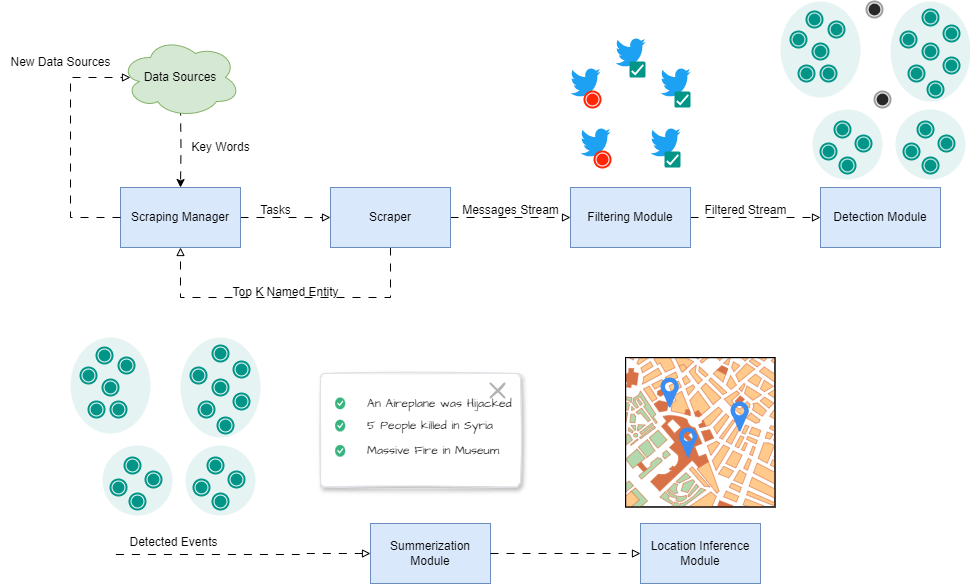 New Data Sources
Data Sources
Key Words
Scraping Manager
Tasks
Scraper
Messages Stream
Filtering Module
Filtered Stream
Detection Module
Top K Named Entity
An Aireplane was Hijacked
5 People Killed in Syria
Massive Fire in Museum
Detected Events
Summerization
Module
Location Inference
Module